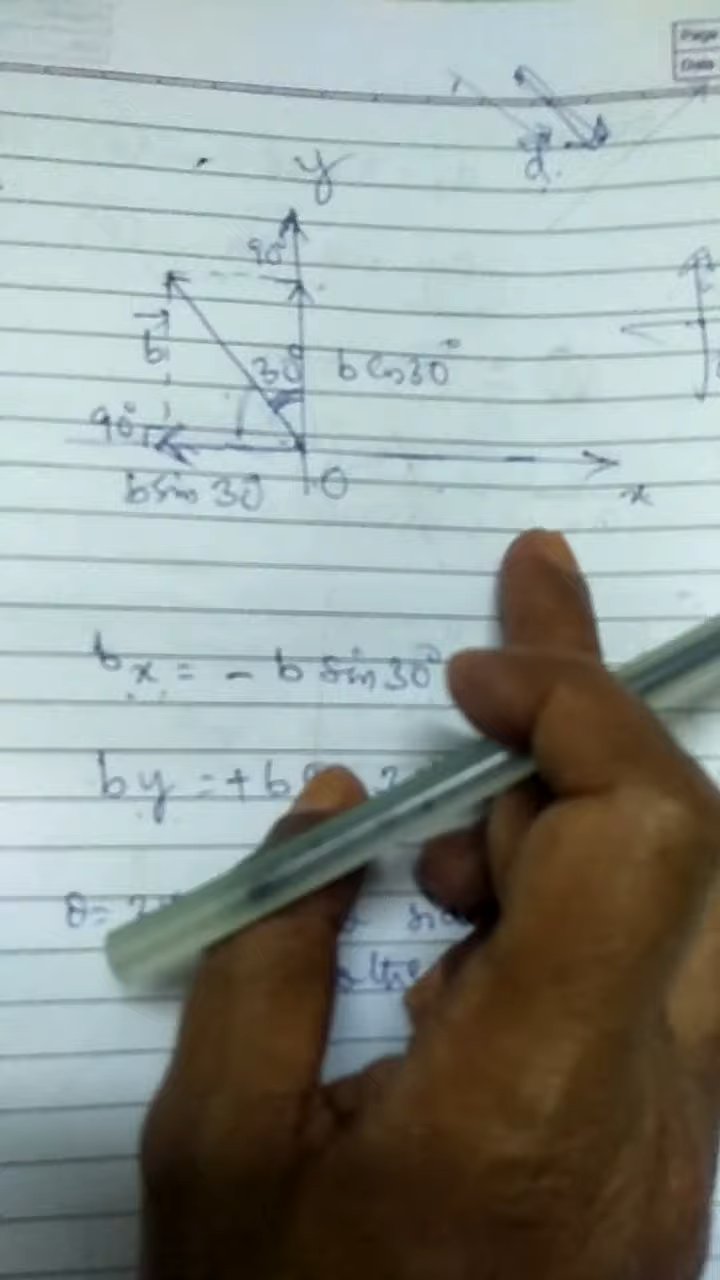 Page
Date
d.
y
90°
b
30° b cos30°
90°
b sin 30 O
x
bx = - b sin 30°
by = + b
θ =